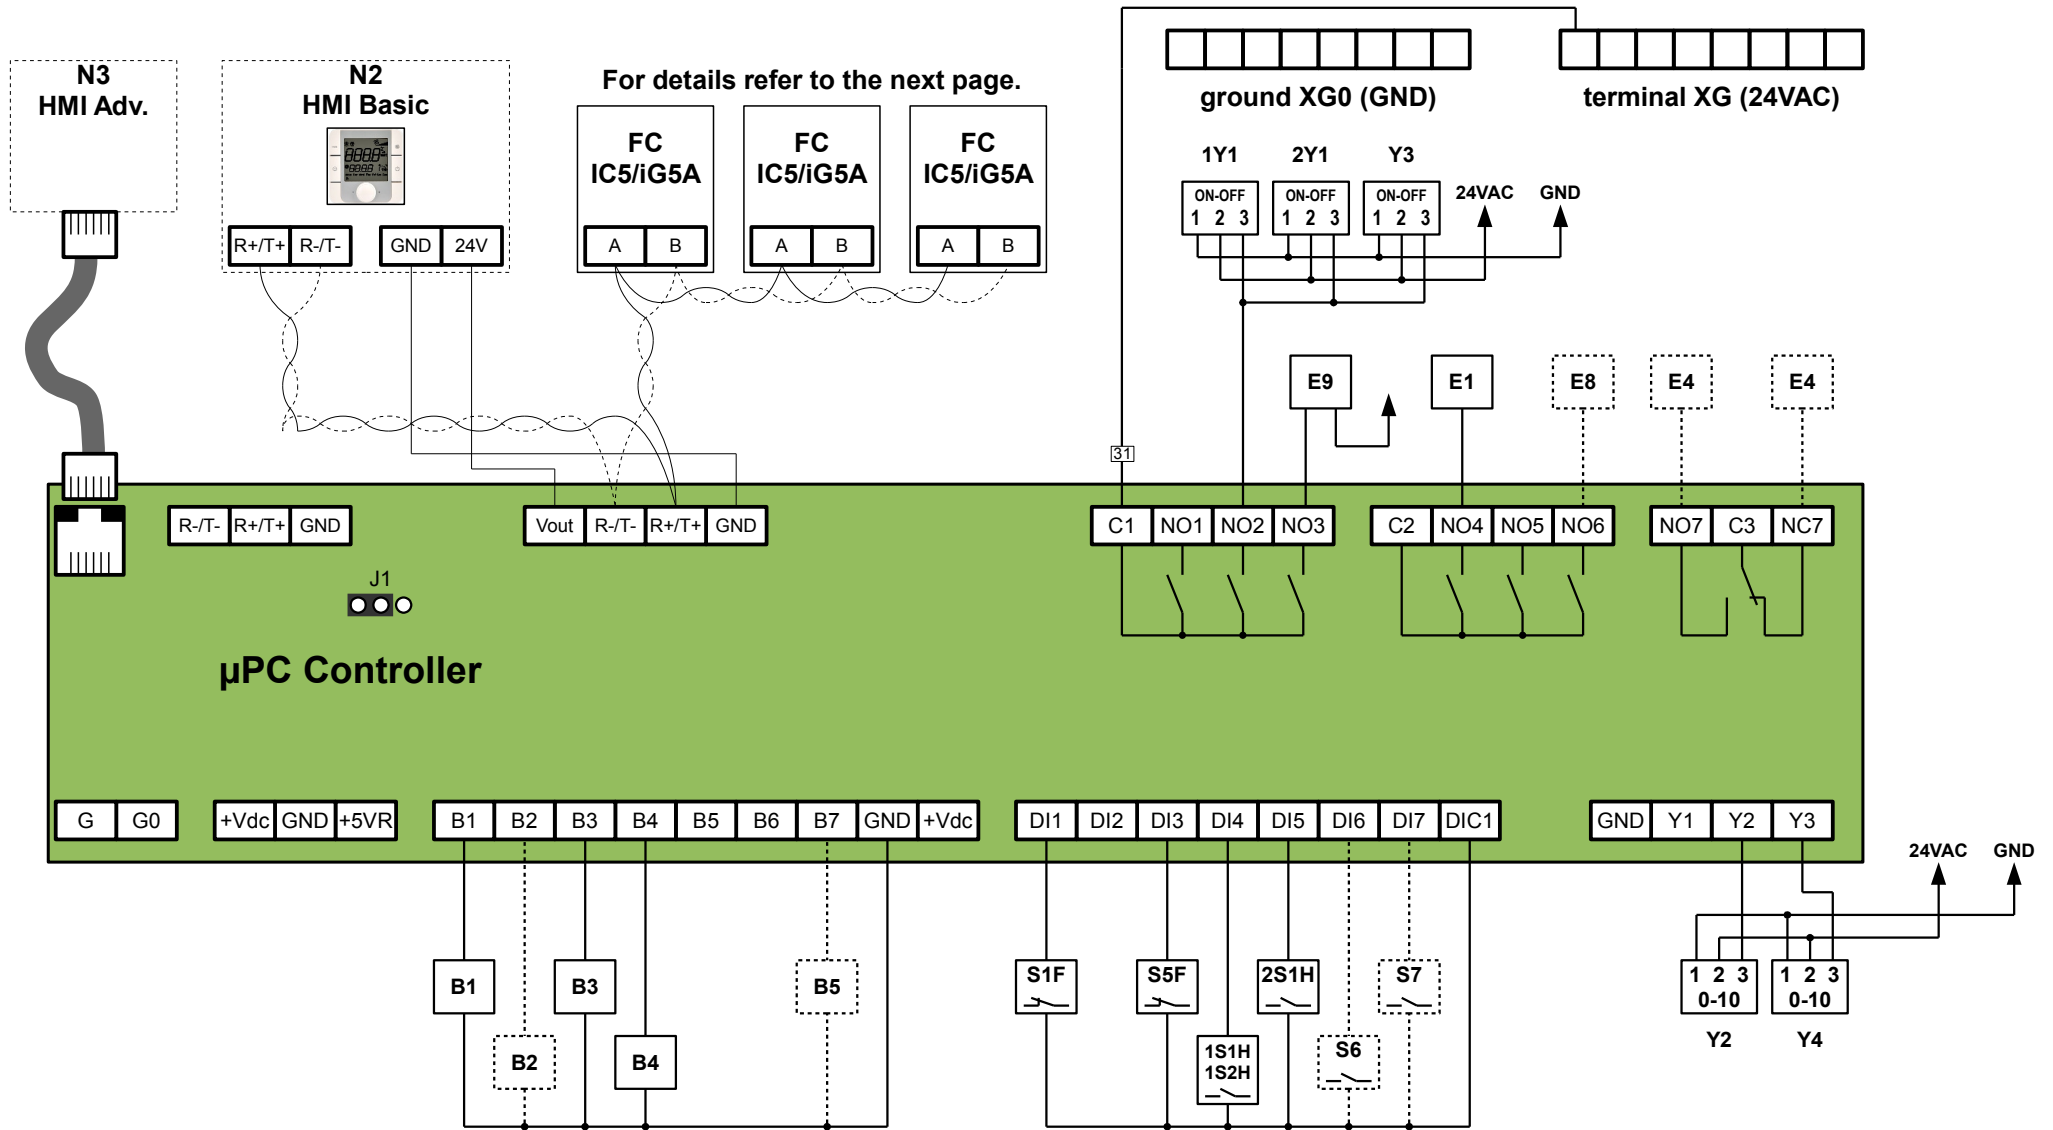 N3
HMI Adv.
N2
HMI Basic
R+/T+ R-/T- GND 24V
For details refer to the next page.
FC
IC5/iG5A
A B
FC
IC5/iG5A
A B
FC
IC5/iG5A
A B
ground XG0 (GND)
terminal XG (24VAC)
1Y1 2Y1 Y3
ON-OFF ON-OFF ON-OFF
1 2 3 1 2 3 1 2 3
24VAC GND
E9 E1 E8 E4 E4
31
R-/T- R+/T+ GND
Vout R-/T- R+/T+ GND
C1 NO1 NO2 NO3
C2 NO4 NO5 NO6
NO7 C3 NC7
J1
µPC Controller
G G0
+Vdc GND +5VR
B1 B2 B3 B4 B5 B6 B7 GND +Vdc
DI1 DI2 DI3 DI4 DI5 DI6 DI7 DIC1
GND Y1 Y2 Y3
24VAC GND
B1 B3 B5
B2 B4
S1F S5F 2S1H S7
1S1H
1S2H
S6
1 2 3 1 2 3
0-10 0-10
Y2 Y4